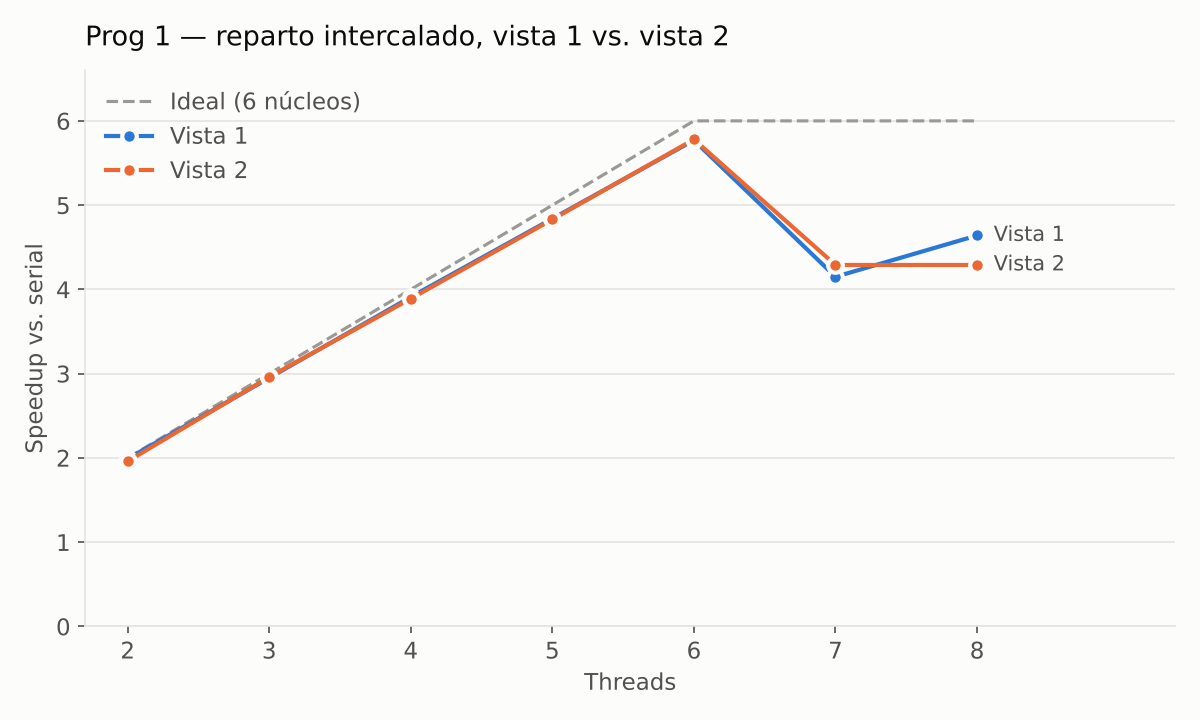 Prog 1 — reparto intercalado, vista 1 vs. vista 2
Ideal (6 núcleos)
Vista 1
Vista 2
Speedup vs. serial
6
5
4
3
2
1
0
Vista 1
Vista 2
2 3 4 5 6 7 8
Threads